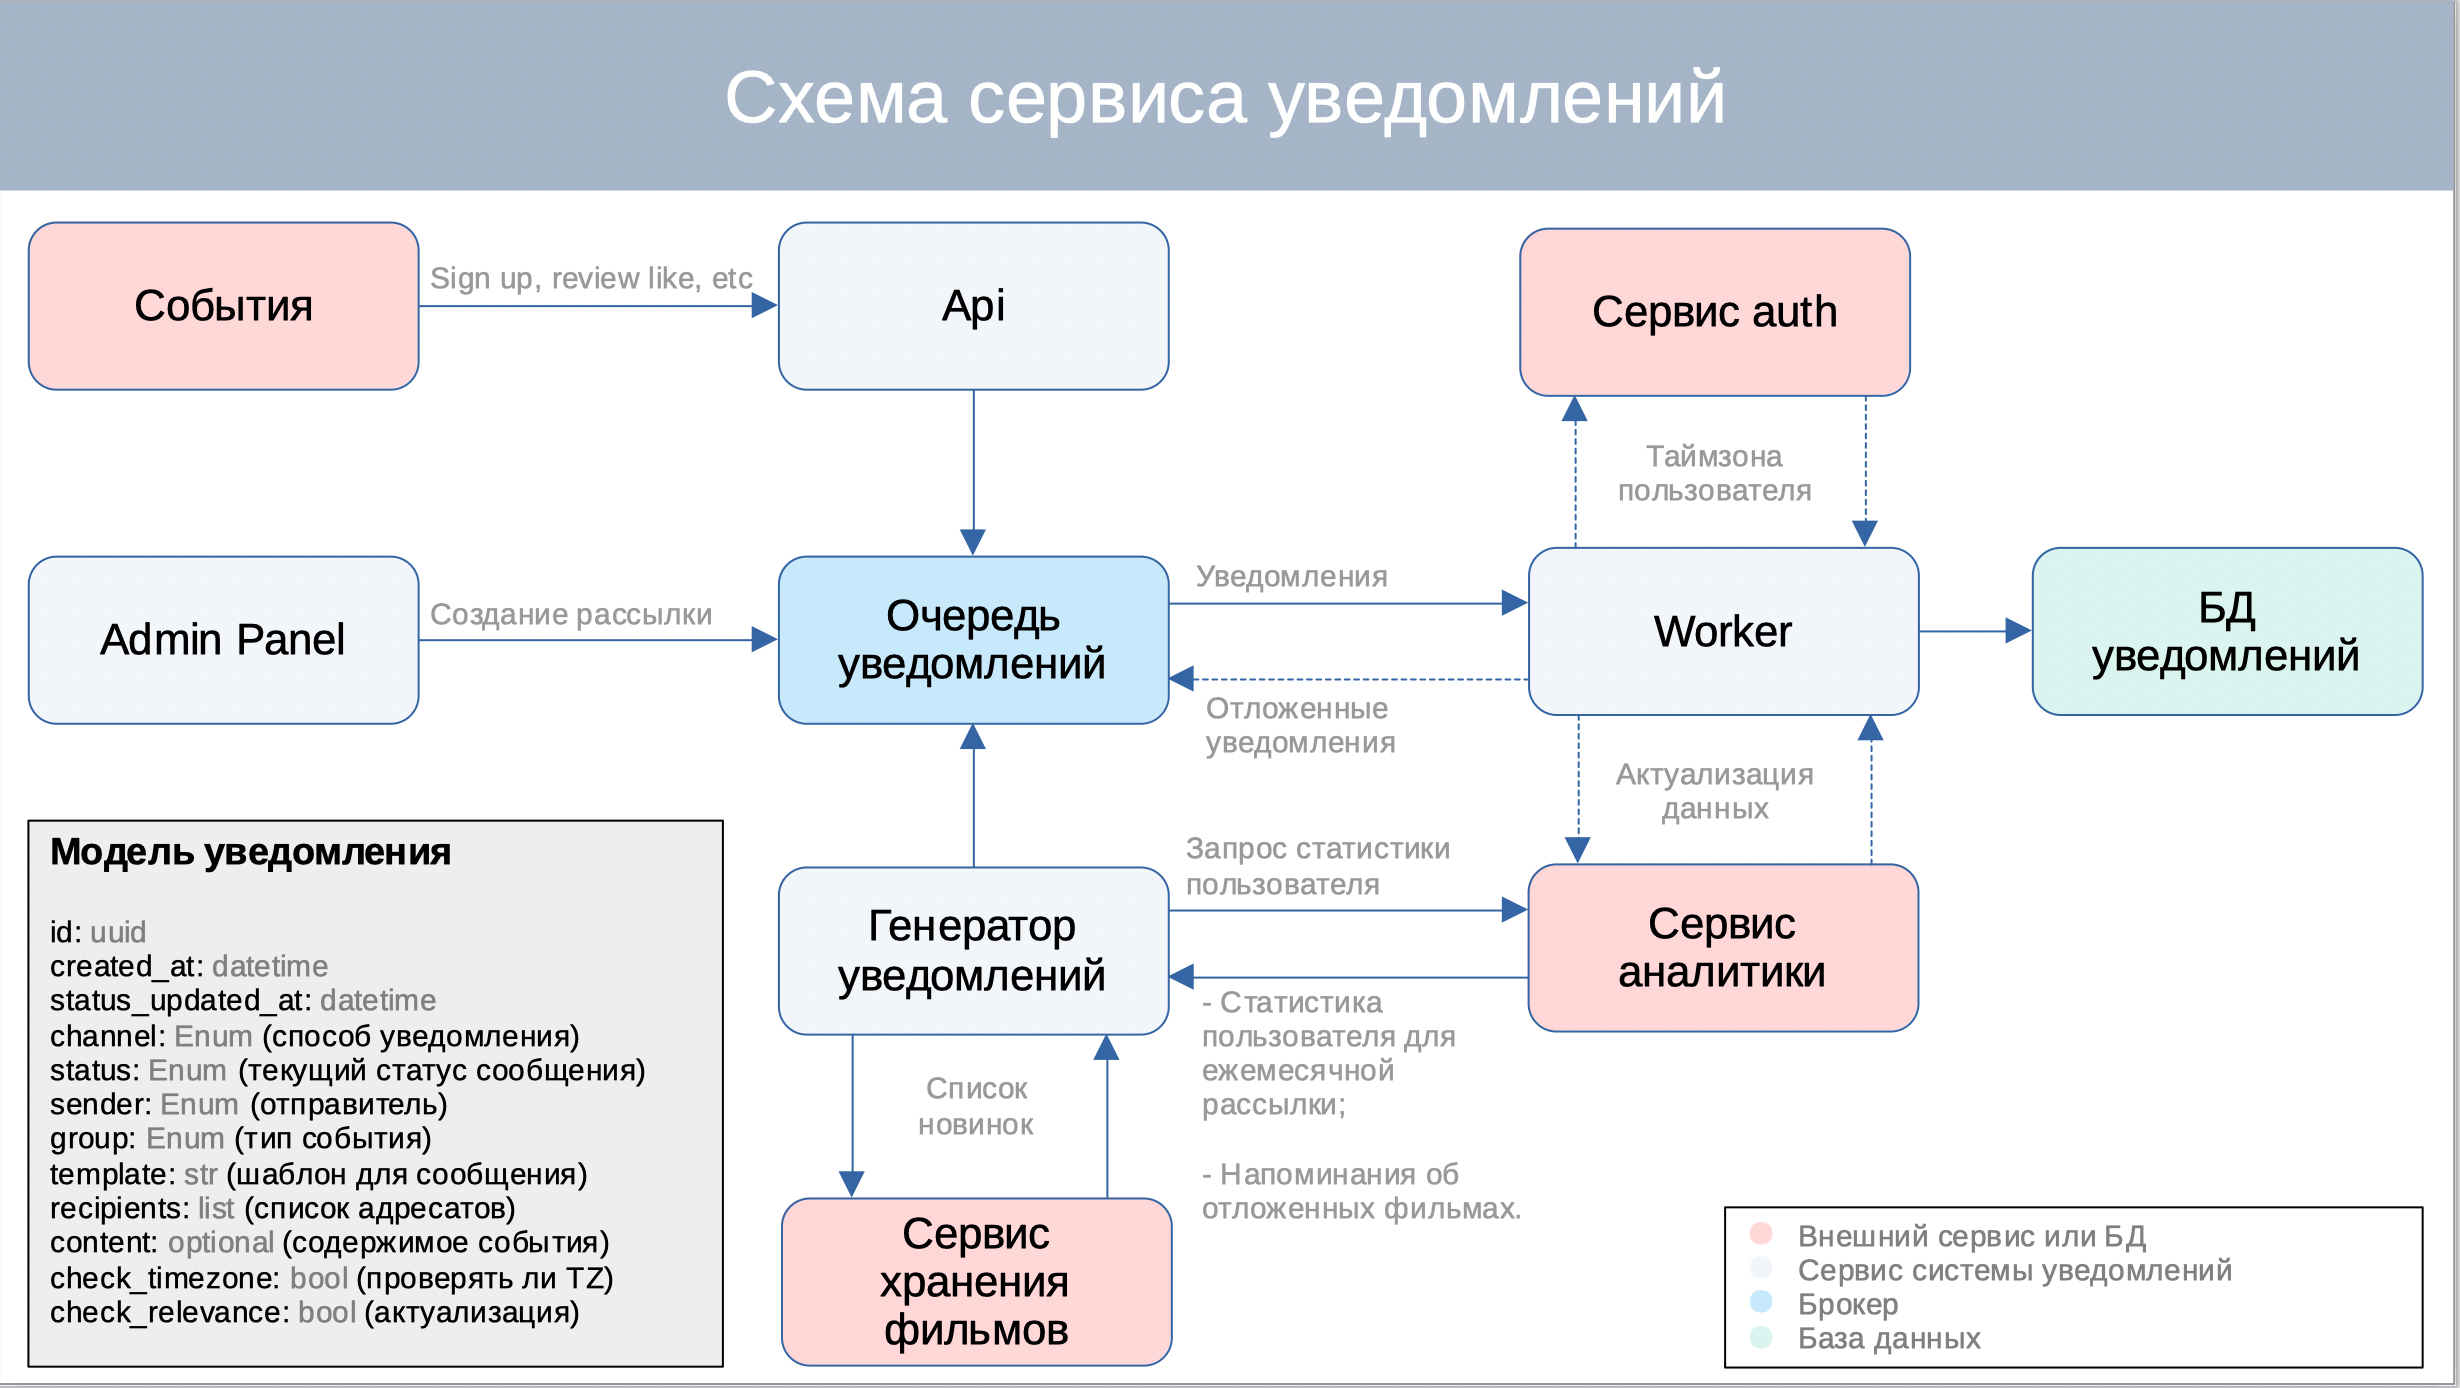 Схема сервиса уведомлений
События
Sign up, review like, etc
Api
Сервис auth
Таймзона
пользователя
Admin Panel
Создание рассылки
Очередь
уведомлений
Уведомления
Отложенные
уведомления
Worker
БД
уведомлений
Актуализация
данных
Модель уведомления
id: uuid
created_at: datetime
status_updated_at: datetime
channel: Enum (способ уведомления)
status: Enum (текущий статус сообщения)
sender: Enum (отправитель)
group: Enum (тип события)
template: str (шаблон для сообщения)
recipients: list (список адресатов)
content: optional (содержимое события)
check_timezone: bool (проверять ли TZ)
check_relevance: bool (актуализация)
Генератор
уведомлений
Запрос статистики
пользователя
Сервис
аналитики
- Статистика
пользователя для
ежемесячной
рассылки;
- Напоминания об
отложенных фильмах.
Список
новинок
Сервис
хранения
фильмов
Внешний сервис или БД
Сервис системы уведомлений
Брокер
База данных